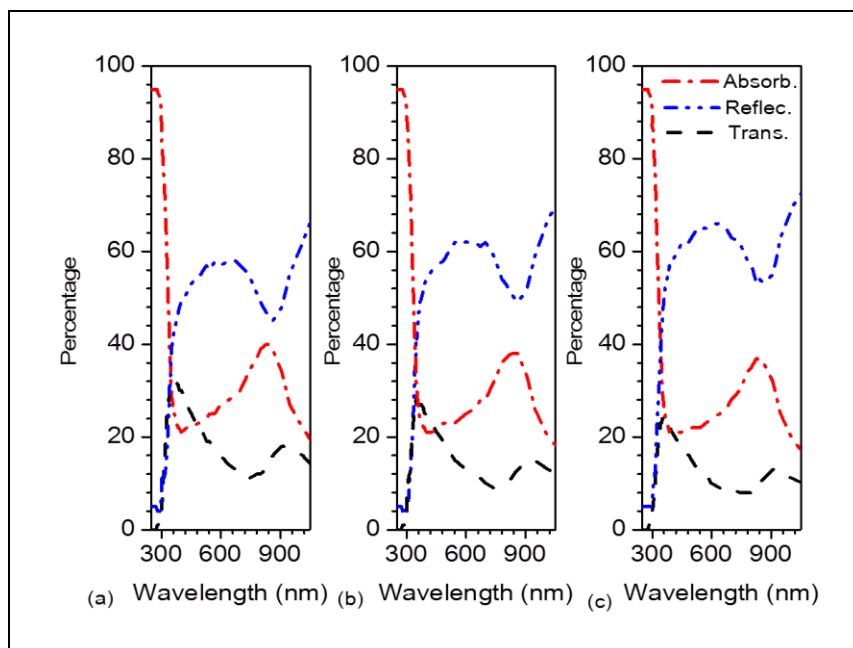 100
80
60
40
20
0
Percentage
300 600 900
(a) Wavelength (nm)
100
80
60
40
20
0
Percentage
300 600 900
(b) Wavelength (nm)
100
80
60
40
20
0
Percentage
300 600 900
(c) Wavelength (nm)
Absorb.
Reflec.
Trans.